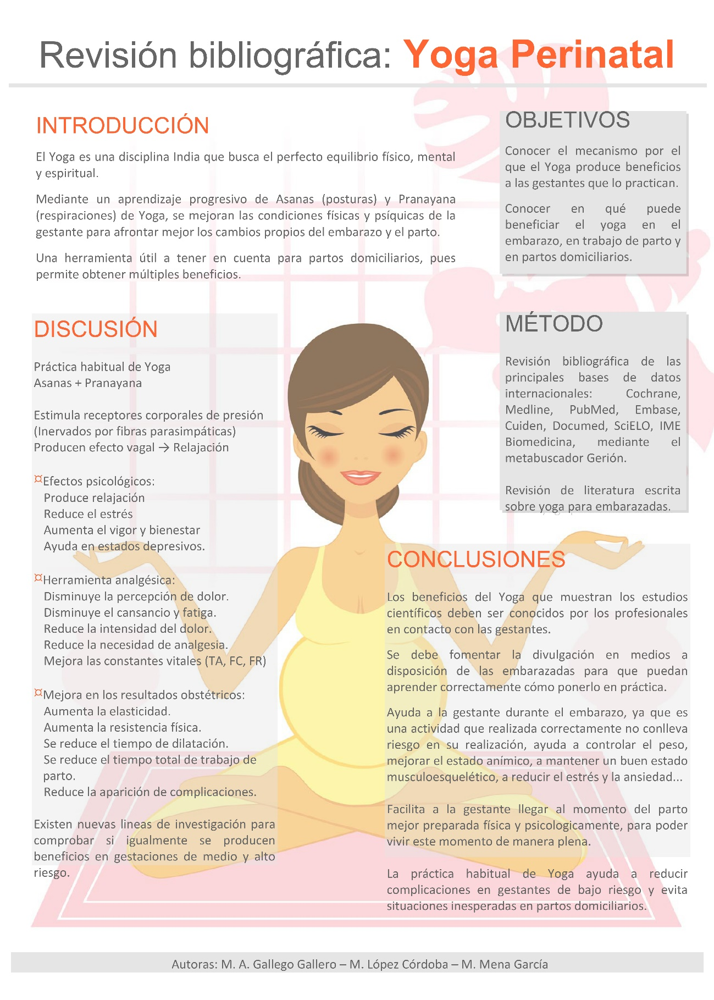 Revisión bibliográfica: Yoga Perinatal
INTRODUCCIÓN
El Yoga es una disciplina India que busca el perfecto equilibrio físico, mental
y espiritual.
Mediante un aprendizaje progresivo de Asanas (posturas) y Pranayana
(respiraciones) de Yoga, se mejoran las condiciones físicas y psíquicas de la
gestante para afrontar mejor los cambios propios del embarazo y el parto.
Una herramienta útil a tener en cuenta para partos domiciliarios, pues
permite obtener múltiples beneficios.
OBJETIVOS
Conocer el mecanismo por el
que el Yoga produce beneficios
a las gestantes que lo practican.
Conocer en qué puede
beneficiar el yoga en el
embarazo, en trabajo de parto y
en partos domiciliarios.
DISCUSIÓN
Práctica habitual de Yoga
Asanas + Pranayana
Estimula receptores corporales de presión
(Inervados por fibras parasimpáticas)
Producen efecto vagal → Relajación
¤Efectos psicológicos:
Produce relajación
Reduce el estrés
Aumenta el vigor y bienestar
Ayuda en estados depresivos.
¤Herramienta analgésica:
Disminuye la percepción de dolor.
Disminuye el cansancio y fatiga.
Reduce la intensidad del dolor.
Reduce la necesidad de analgesia.
Mejora las constantes vitales (TA, FC, FR)
¤Mejora en los resultados obstétricos:
Aumenta la elasticidad.
Aumenta la resistencia física.
Se reduce el tiempo de dilatación.
Se reduce el tiempo total de trabajo de
parto.
Reduce la aparición de complicaciones.
Existen nuevas lineas de investigación para
comprobar si igualmente se producen
beneficios en gestaciones de medio y alto
riesgo.
MÉTODO
Revisión bibliográfica de las
principales bases de datos
internacionales: Cochrane,
Medline, PubMed, Embase,
Cuiden, Documed, SciELO, IME
Biomedicina, mediante el
metabuscador Gerión.
Revisión de literatura escrita
sobre yoga para embarazadas.
CONCLUSIONES
Los beneficios del Yoga que muestran los estudios
científicos deben ser conocidos por los profesionales
en contacto con las gestantes.
Se debe fomentar la divulgación en medios a
disposición de las embarazadas para que puedan
aprender correctamente cómo ponerlo en práctica.
Ayuda a la gestante durante el embarazo, ya que es
una actividad que realizada correctamente no conlleva
riesgo en su realización, ayuda a controlar el peso,
mejorar el estado anímico, a mantener un buen estado
musculoesquelético, a reducir el estrés y la ansiedad...
Facilita a la gestante llegar al momento del parto
mejor preparada física y psicologicamente, para poder
vivir este momento de manera plena.
La práctica habitual de Yoga ayuda a reducir
complicaciones en gestantes de bajo riesgo y evita
situaciones inesperadas en partos domiciliarios.
Autoras: M. A. Gallego Gallero – M. López Córdoba – M. Mena García